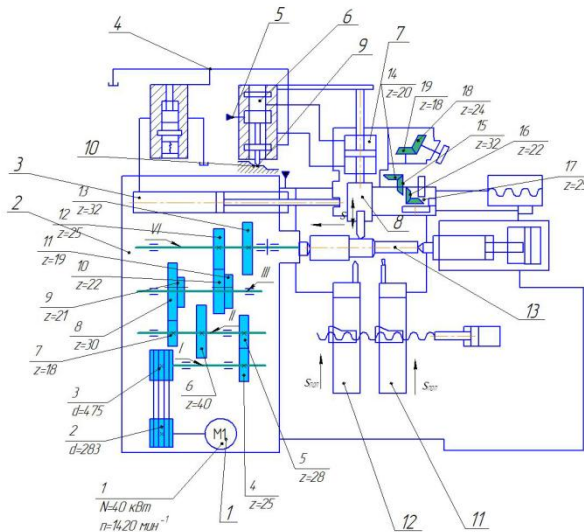 4
5
6
9
7
14
z=20
19
z=18
18
z=24
15
z=32
16
z=22
17
10
3
13
z=32
2
12
z=25
11
z=19
10
z=22
9
z=21
8
z=30
7
z=18
VI
III
II
I
S
8
13
6
z=40
3
d=475
2
d=283
M1
1
N=40 кВт
n=1420 мин⁻¹
1
4
z=25
5
z=28
Sпот
Sпот
12
11